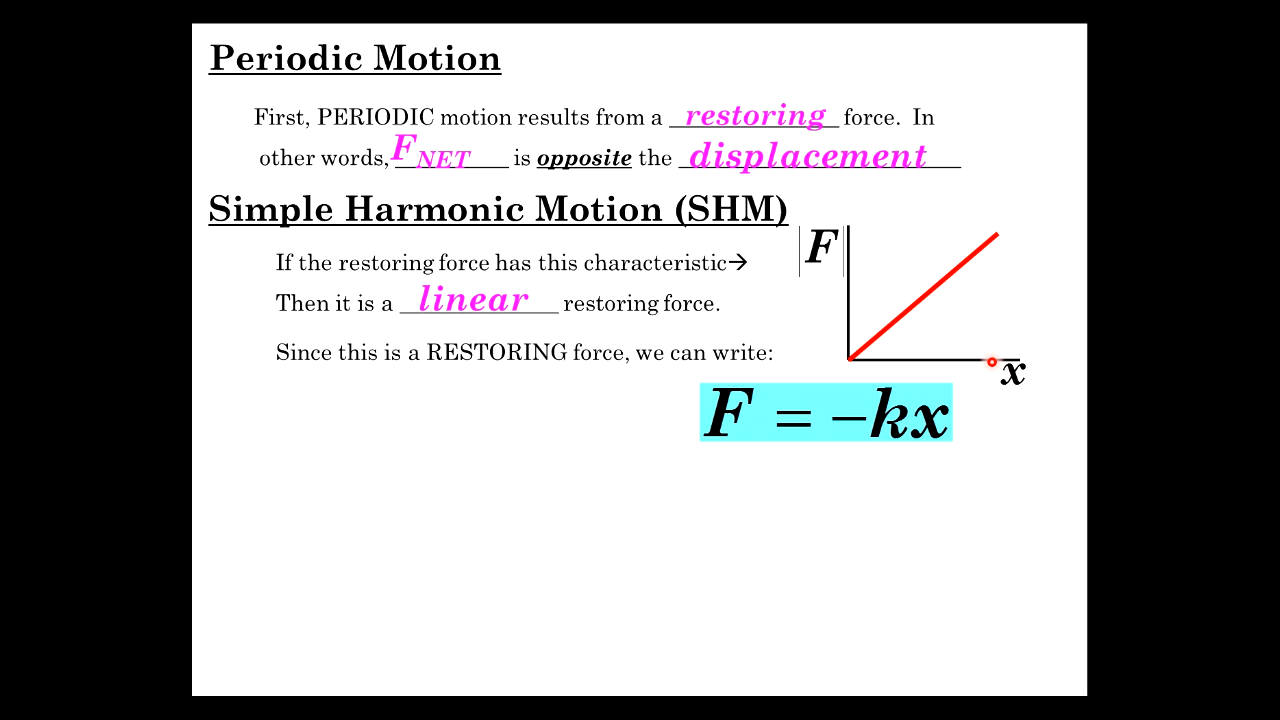 Periodic Motion
First, PERIODIC motion results from a restoring force. In
other words, FNET is opposite the displacement
Simple Harmonic Motion (SHM)
|F|
If the restoring force has this characteristic→
Then it is a linear restoring force.
Since this is a RESTORING force, we can write:
x
F = −kx